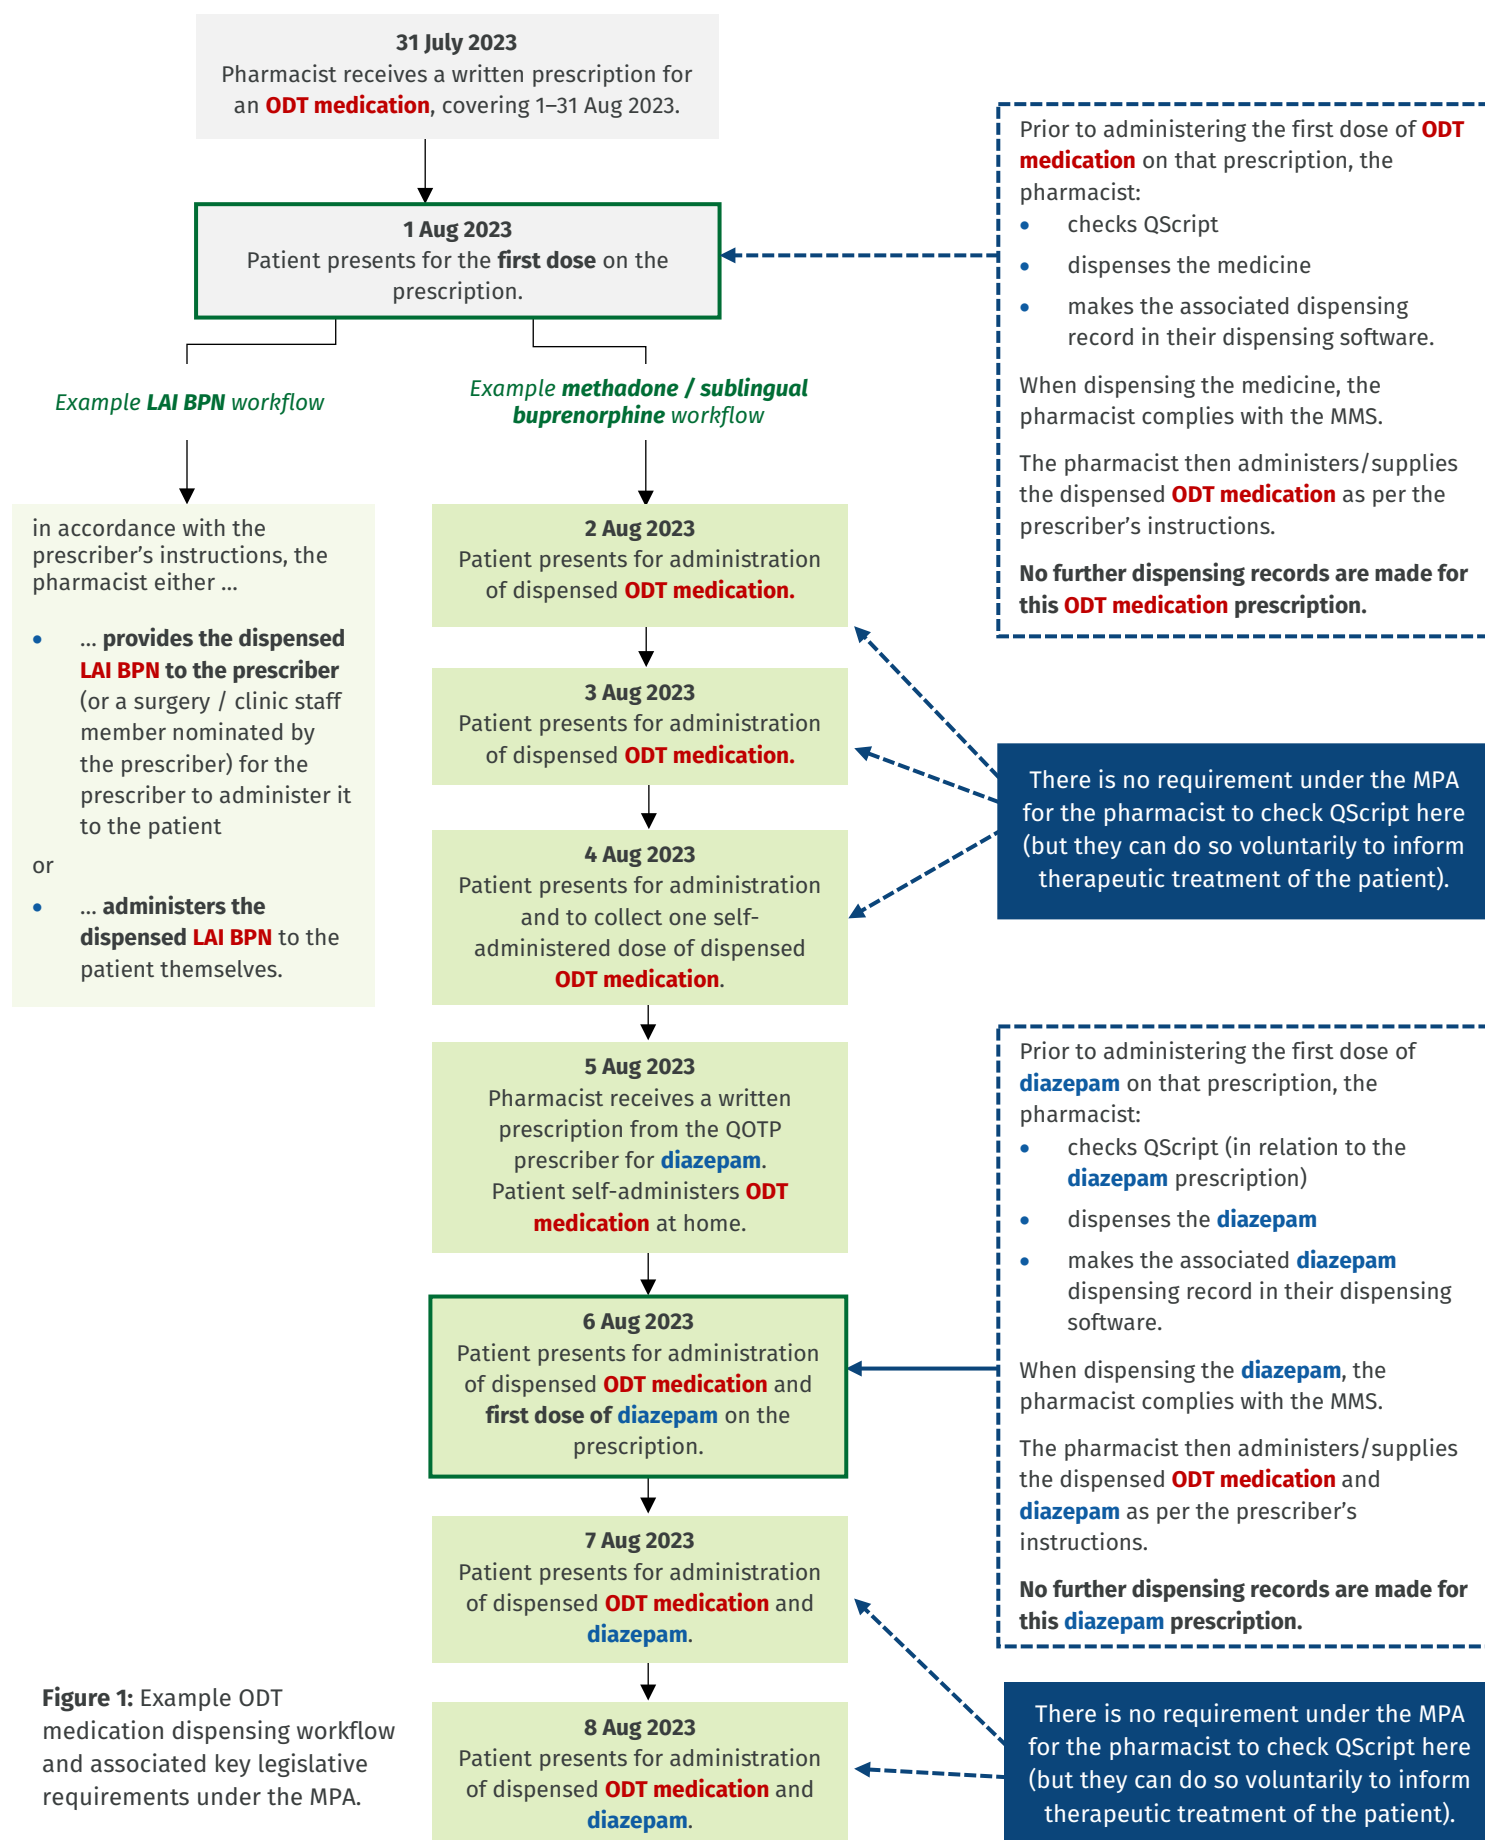 31 July 2023
Pharmacist receives a written prescription for
an ODT medication, covering 1–31 Aug 2023.
1 Aug 2023
Patient presents for the first dose on the
prescription.
Prior to administering the first dose of ODT
medication on that prescription, the
pharmacist:
• checks QScript
• dispenses the medicine
• makes the associated dispensing
record in their dispensing software.
When dispensing the medicine, the
pharmacist complies with the MMS.
The pharmacist then administers/supplies
the dispensed ODT medication as per the
prescriber’s instructions.
No further dispensing records are made for
this ODT medication prescription.
Example LAI BPN workflow
Example methadone / sublingual
buprenorphine workflow
in accordance with the
prescriber’s instructions, the
pharmacist either ...
• ... provides the dispensed
LAI BPN to the prescriber
(or a surgery / clinic staff
member nominated by
the prescriber) for the
prescriber to administer it
to the patient
or
• ... administers the
dispensed LAI BPN to the
patient themselves.
2 Aug 2023
Patient presents for administration
of dispensed ODT medication.
3 Aug 2023
Patient presents for administration
of dispensed ODT medication.
4 Aug 2023
Patient presents for administration
and to collect one self-
administered dose of dispensed
ODT medication.
There is no requirement under the MPA
for the pharmacist to check QScript here
(but they can do so voluntarily to inform
therapeutic treatment of the patient).
5 Aug 2023
Pharmacist receives a written
prescription from the QOTP
prescriber for diazepam.
Patient self-administers ODT
medication at home.
6 Aug 2023
Patient presents for administration
of dispensed ODT medication and
first dose of diazepam on the
prescription.
Prior to administering the first dose of
diazepam on that prescription, the
pharmacist:
• checks QScript (in relation to the
diazepam prescription)
• dispenses the diazepam
• makes the associated diazepam
dispensing record in their dispensing
software.
When dispensing the diazepam, the
pharmacist complies with the MMS.
The pharmacist then administers/supplies
the dispensed ODT medication and
diazepam as per the prescriber’s
instructions.
No further dispensing records are made for
this diazepam prescription.
7 Aug 2023
Patient presents for administration
of dispensed ODT medication and
diazepam.
8 Aug 2023
Patient presents for administration
of dispensed ODT medication and
diazepam.
There is no requirement under the MPA
for the pharmacist to check QScript here
(but they can do so voluntarily to inform
therapeutic treatment of the patient).
Figure 1: Example ODT
medication dispensing workflow
and associated key legislative
requirements under the MPA.